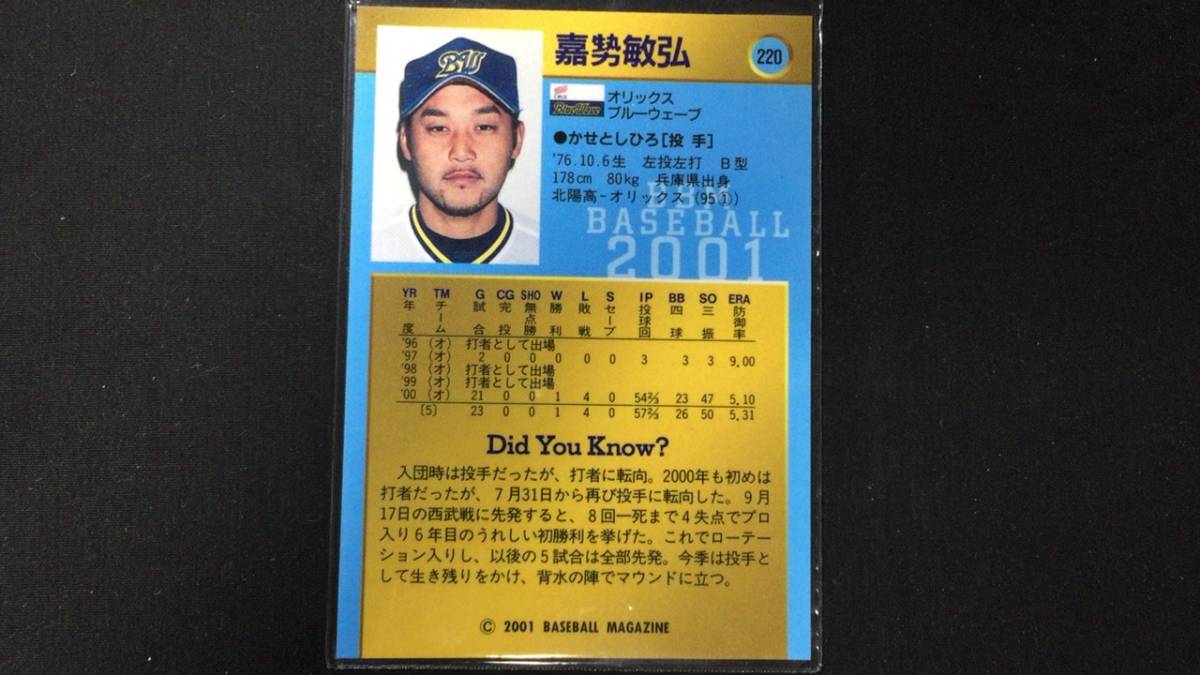 嘉勢敏弘
220
BW
BlueWave
オリックス
ブルーウェーブ
●かせとしひろ[投 手]
'76.10.6生 左投左打 B型
178cm 80kg 兵庫県出身
北陽高-オリックス(95①)
BBM
BASEBALL
2001
YR TM G CG SHO W L S IP BB SO ERA
年度 チーム 試合 完投 無点勝 勝利 敗戦 セーブ 投球回 四球 三振 防御率
'96 (オ) 打者として出場
'97 (オ) 2 0 0 0 0 0 3 3 3 9.00
'98 (オ) 打者として出場
'99 (オ) 打者として出場
'00 (オ) 21 0 0 1 4 0 54⅔ 23 47 5.10
〔5〕 23 0 0 1 4 0 57⅔ 26 50 5.31
Did You Know?
入団時は投手だったが、打者に転向。2000年も初めは
打者だったが、7月31日から再び投手に転向した。9月
17日の西武戦に先発すると、8回一死まで4失点でプロ
入り6年目のうれしい初勝利を挙げた。これでローテー
ション入りし、以後の5試合は全部先発。今季は投手と
して生き残りをかけ、背水の陣でマウンドに立つ。
© 2001 BASEBALL MAGAZINE